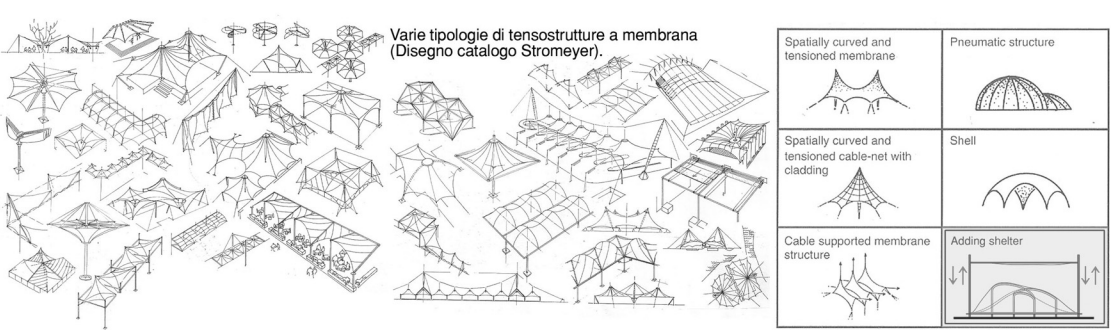 Varie tipologie di tensostrutture a membrana
(Disegno catalogo Stromeyer).
Spatially curved and
tensioned membrane
Pneumatic structure
Spatially curved and
tensioned cable-net with
cladding
Shell
Cable supported membrane
structure
Adding shelter